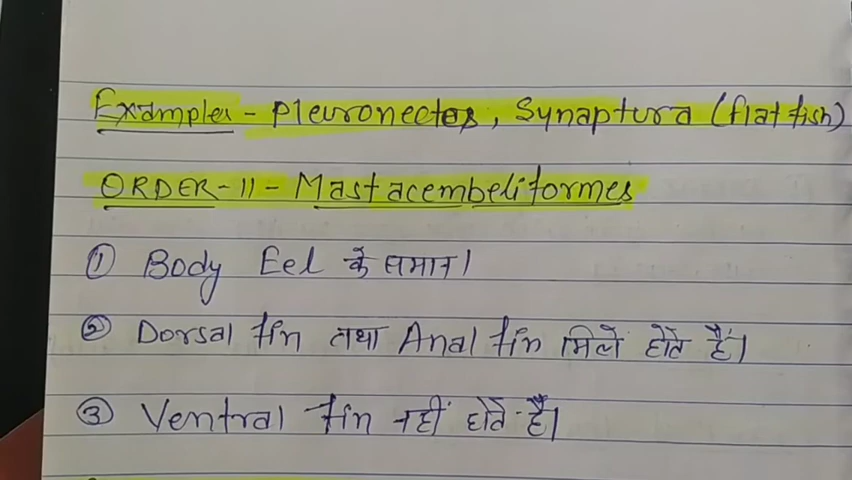 Examples - Pleuronectes, Synaptura (flat fish)
ORDER-11- Mastacembeliformes
① Body Eel के समान।
② Dorsal fin तथा Anal fin मिले होते हैं।
③ Ventral fin नहीं होते हैं।